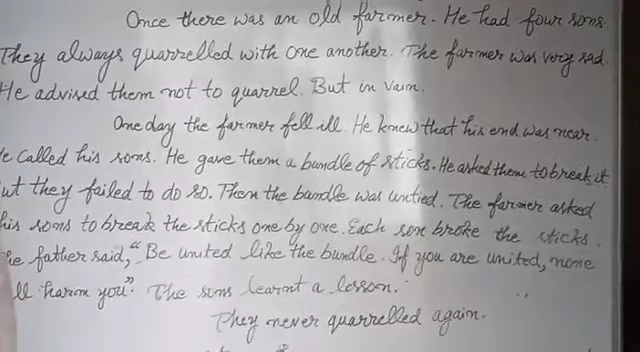 Once there was an old farmer. He had four sons
They always quarrelled with one another. The farmer was very sad.
He advised them not to quarrel. But in vain.
One day the farmer fell ill. He knew that his end was near.
He called his sons. He gave them a bundle of sticks. He asked them to break it
ut they failed to do so. Then the bundle was untied. The farmer asked
his sons to break the sticks one by one. Each son broke the sticks.
he father said, "Be united like the bundle. If you are united, none
ll harm you". The sons learnt a lesson.
They never quarrelled again.